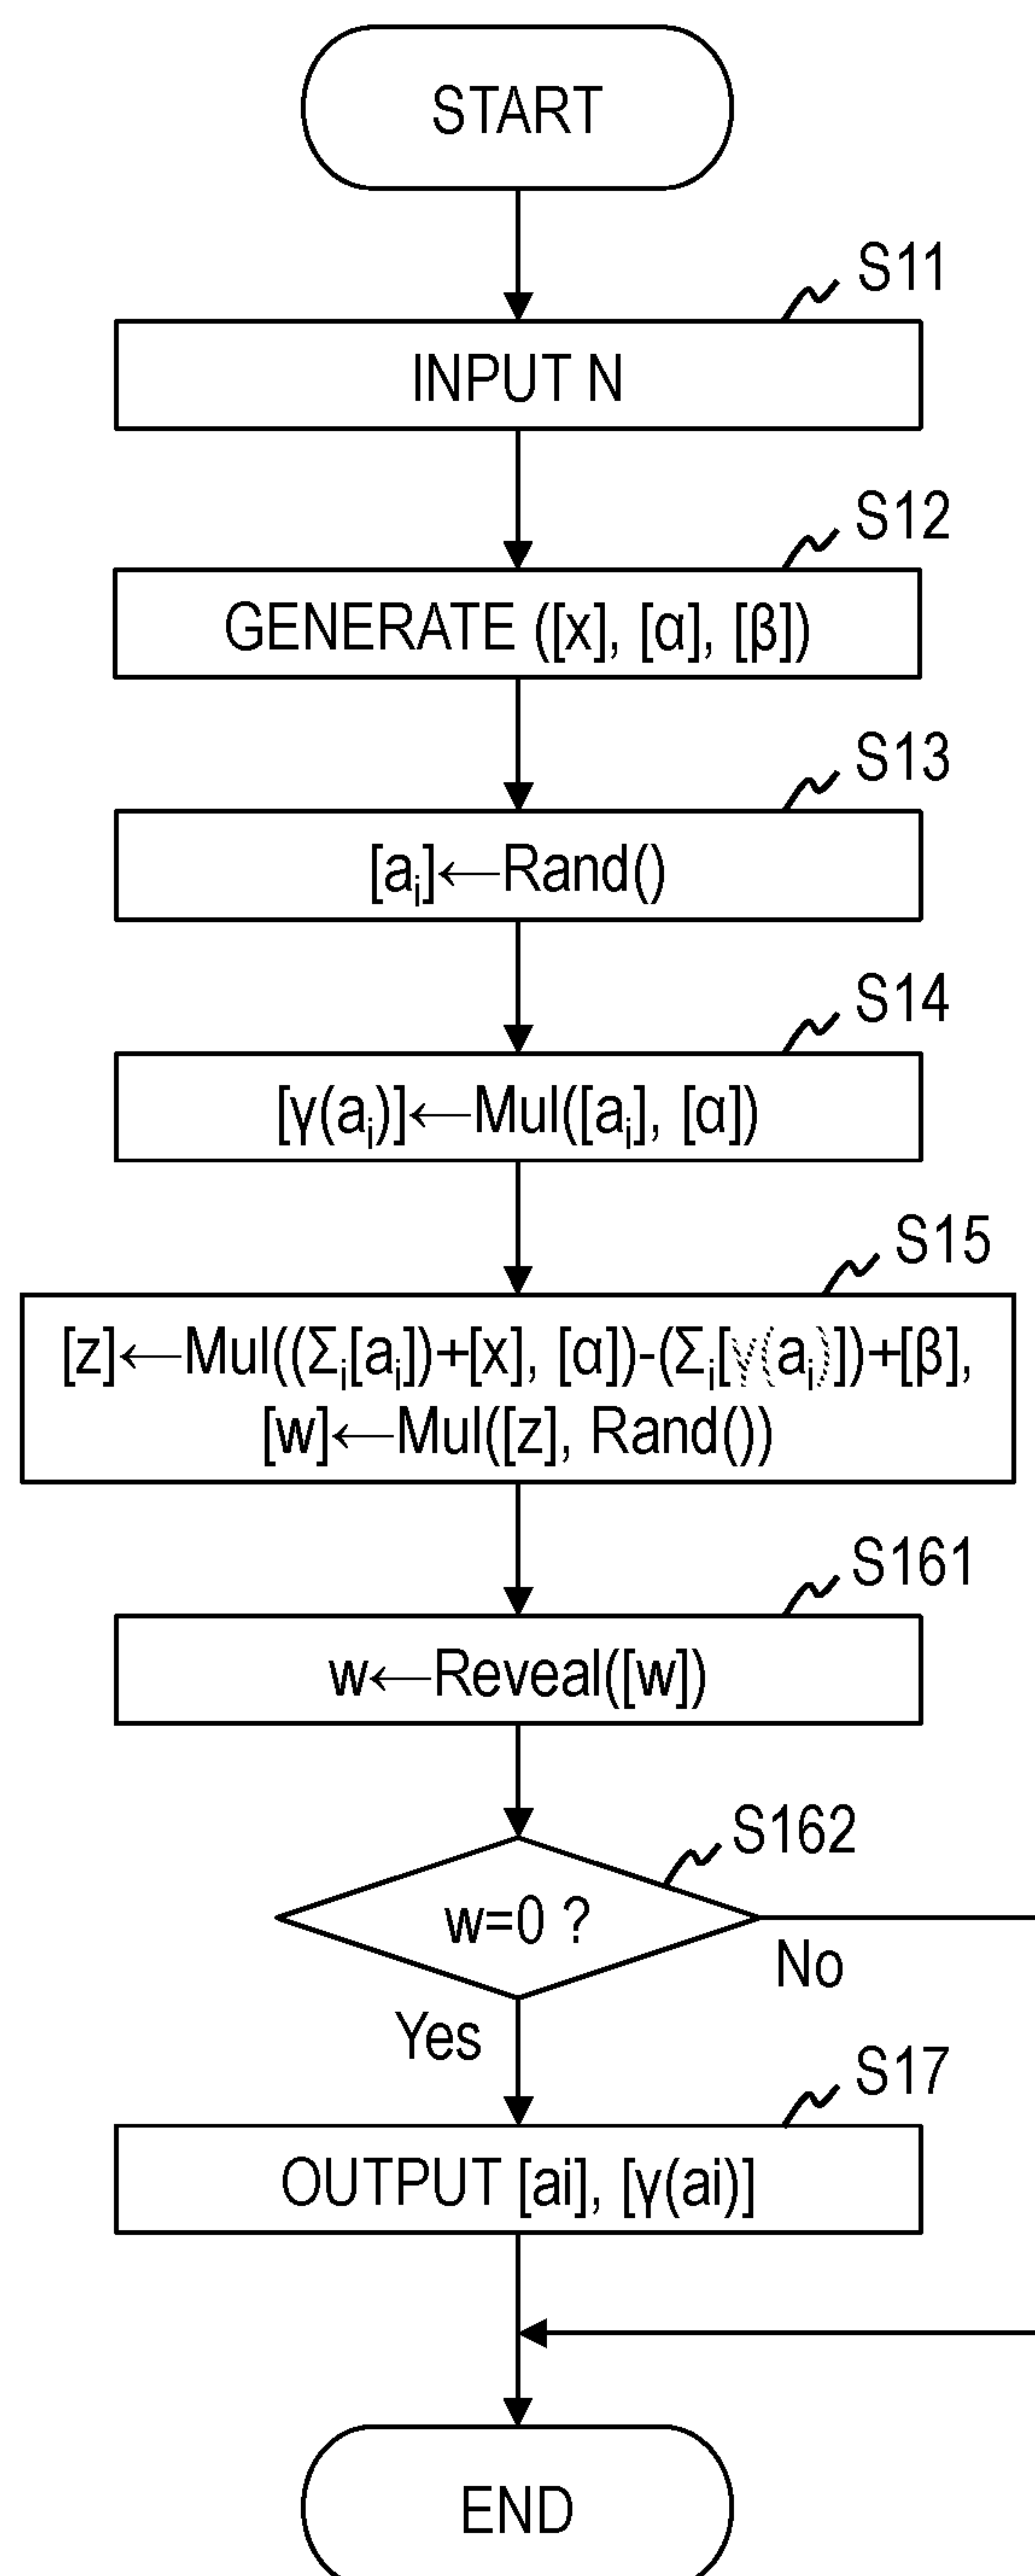 START
S11
INPUT N
S12
GENERATE ([x], [α], [β])
S13
[aᵢ]←Rand()
S14
[γ(aᵢ)]←Mul([aᵢ], [α])
S15
[z]←Mul((Σᵢ[aᵢ])+[x], [α])-(Σᵢ[γ(aᵢ)])+[β],
[w]←Mul([z], Rand())
S161
w←Reveal([w])
S162
w=0 ?
No
Yes
S17
OUTPUT [ai], [γ(ai)]
END